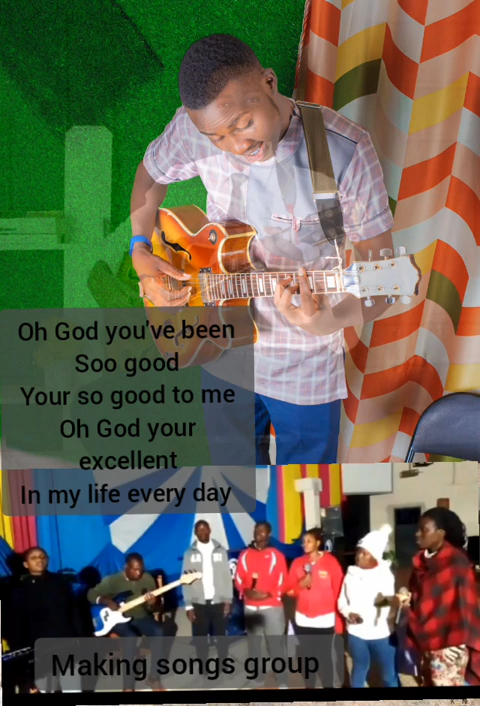 Oh God you've been
Soo good
Your so good to me
Oh God your
excellent
In my life every day
Making songs group